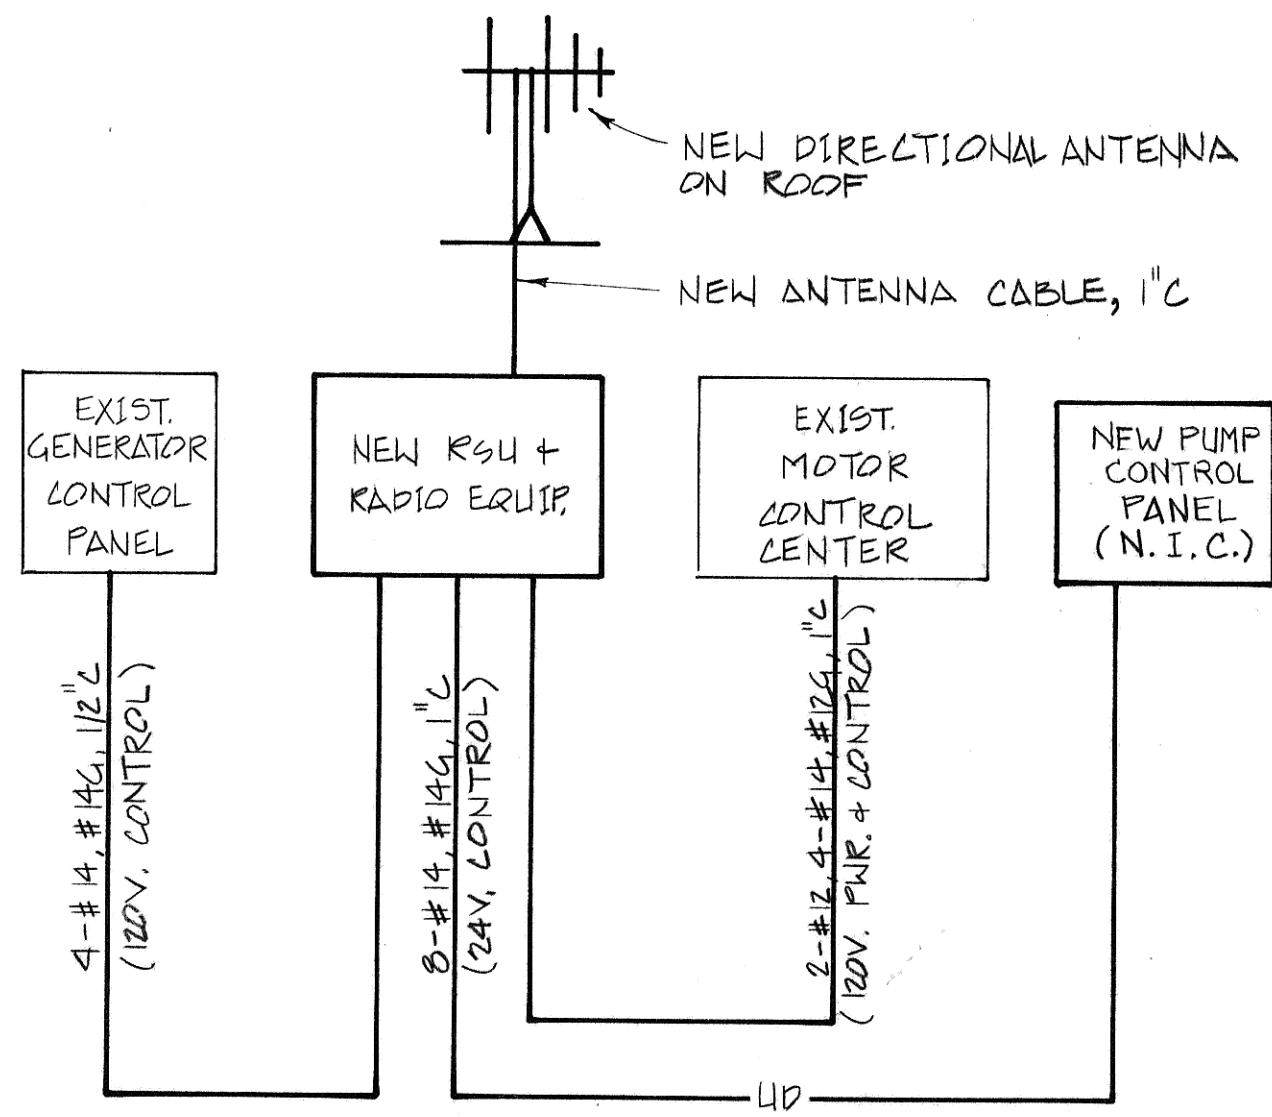 NEW DIRECTIONAL ANTENNA
ON ROOF
NEW ANTENNA CABLE, 1"C
EXIST.
GENERATOR
CONTROL
PANEL
NEW RSU &
RADIO EQUIP.
EXIST.
MOTOR
CONTROL
CENTER
NEW PUMP
CONTROL
PANEL
(N.I.C.)
4-#14, #14G, 1/2"C
(120V. CONTROL)
8-#14, #14G, 1"C
(24V. CONTROL)
2-#12, 4-#14, #12G, 1"C
(120V. PWR. & CONTROL)
UD